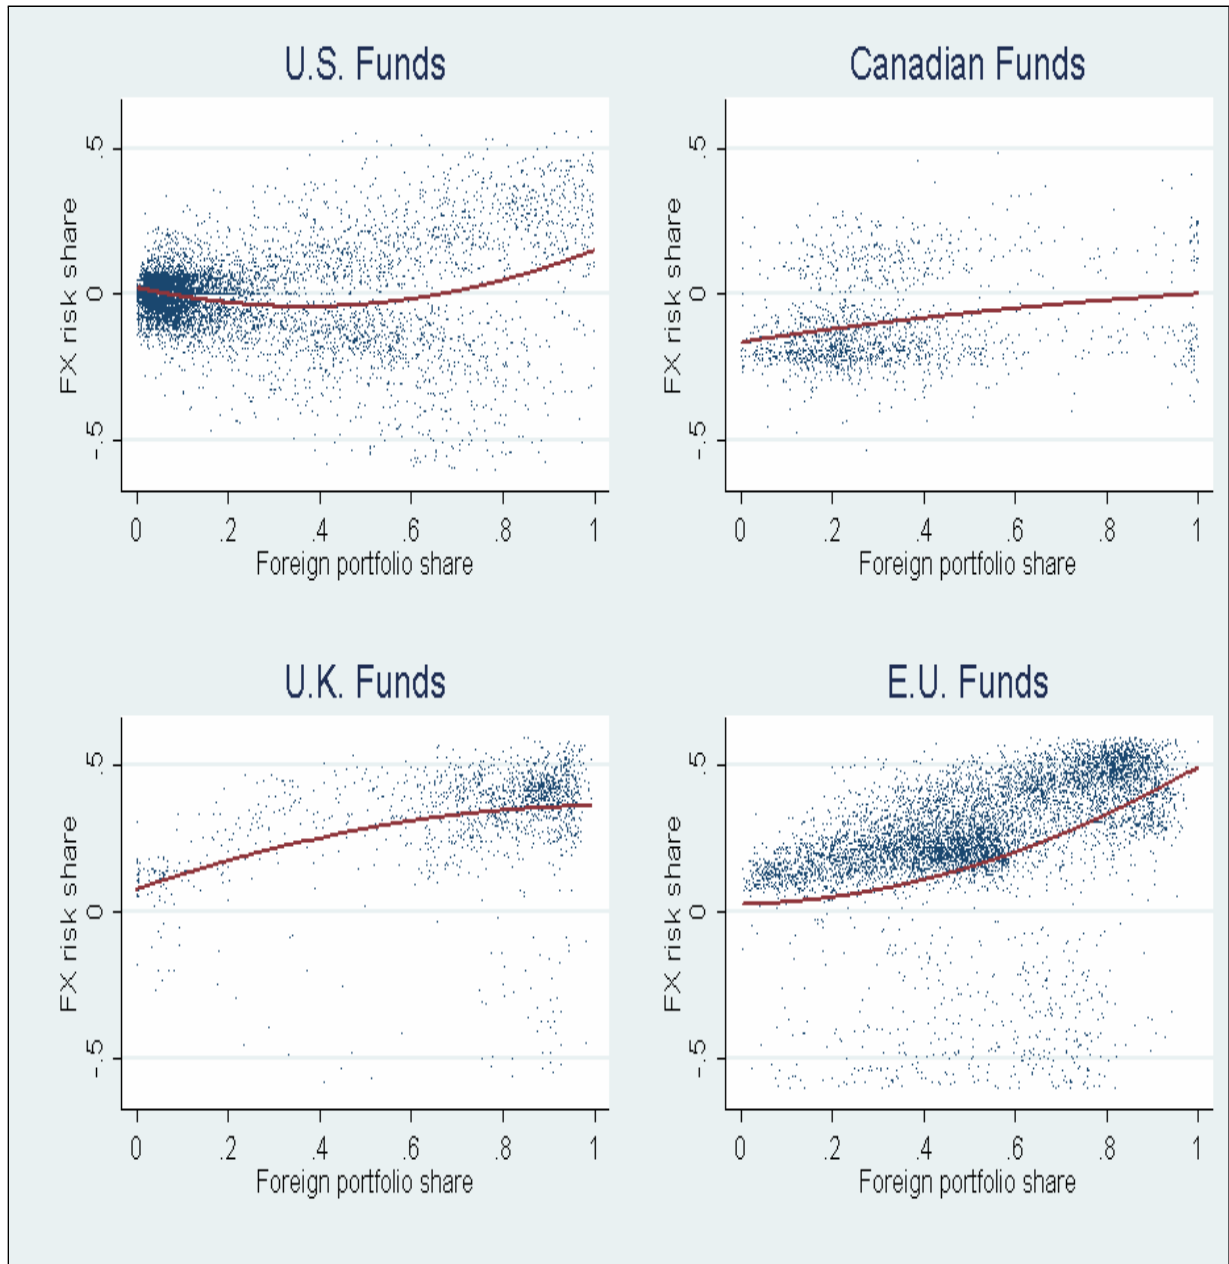 U.S. Funds
FX risk share
.5
0
-.5
0 .2 .4 .6 .8 1
Foreign portfolio share
Canadian Funds
FX risk share
.5
0
-.5
0 .2 .4 .6 .8 1
Foreign portfolio share
U.K. Funds
FX risk share
.5
0
-.5
0 .2 .4 .6 .8 1
Foreign portfolio share
E.U. Funds
FX risk share
.5
0
-.5
0 .2 .4 .6 .8 1
Foreign portfolio share